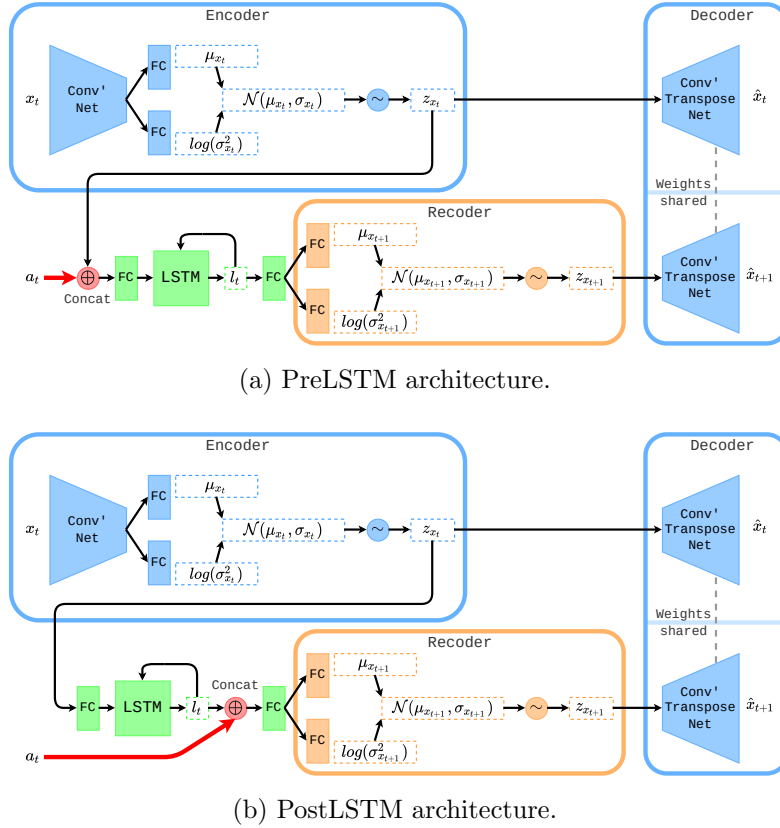 Encoder
Decoder
x_t
Conv'
Net
FC
μ_{x_t}
FC
log(σ²_{x_t})
𝒩(μ_{x_t}, σ_{x_t})
~
z_{x_t}
Conv'
Transpose
Net
x̂_t
Weights
shared
Recoder
a_t
⊕
Concat
FC
LSTM
l_t
FC
FC
μ_{x_{t+1}}
FC
log(σ²_{x_{t+1}})
𝒩(μ_{x_{t+1}}, σ_{x_{t+1}})
~
z_{x_{t+1}}
Conv'
Transpose
Net
x̂_{t+1}
(a) PreLSTM architecture.
Encoder
Decoder
x_t
Conv'
Net
FC
μ_{x_t}
FC
log(σ²_{x_t})
𝒩(μ_{x_t}, σ_{x_t})
~
z_{x_t}
Conv'
Transpose
Net
x̂_t
Weights
shared
Recoder
FC
LSTM
l_t
Concat
⊕
FC
a_t
FC
μ_{x_{t+1}}
FC
log(σ²_{x_{t+1}})
𝒩(μ_{x_{t+1}}, σ_{x_{t+1}})
~
z_{x_{t+1}}
Conv'
Transpose
Net
x̂_{t+1}
(b) PostLSTM architecture.